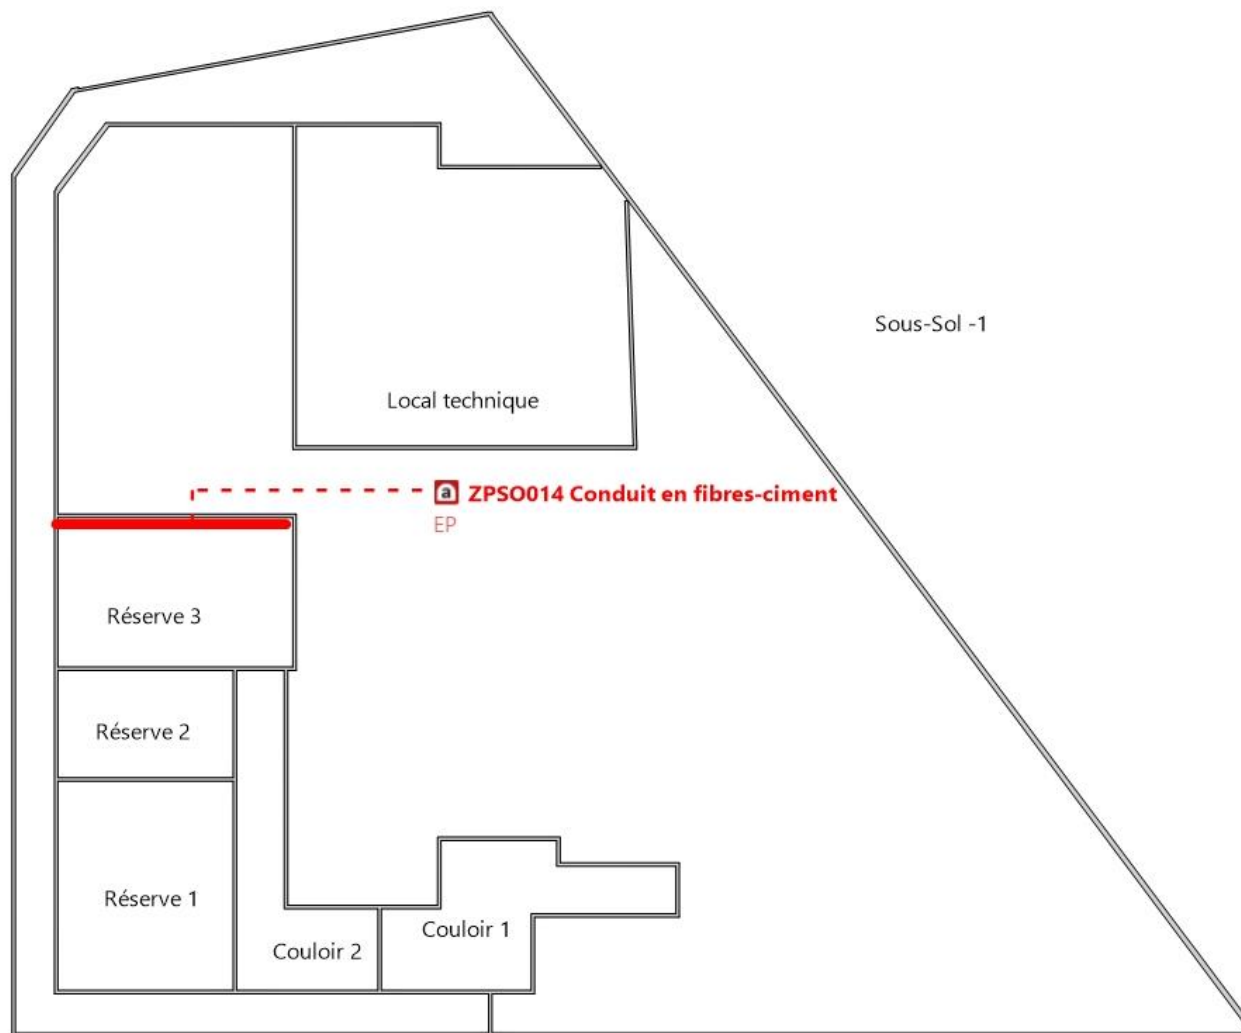 Sous-Sol -1
Local technique
a ZPSO014 Conduit en fibres-ciment
EP
Réserve 3
Réserve 2
Réserve 1
Couloir 1
Couloir 2